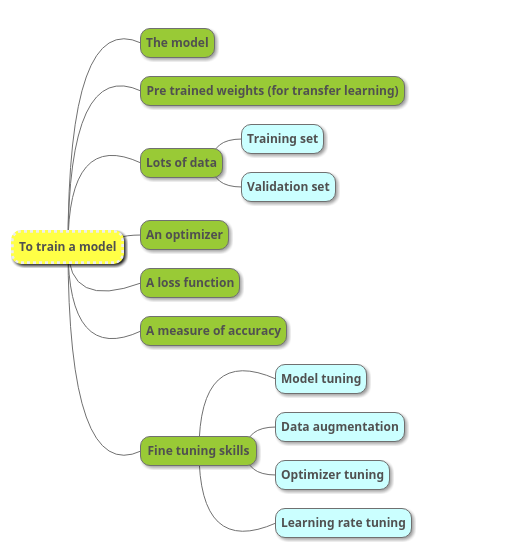 The model
Pre trained weights (for transfer learning)
Training set
Lots of data
Validation set
An optimizer
To train a model
A loss function
A measure of accuracy
Model tuning
Data augmentation
Fine tuning skills
Optimizer tuning
Learning rate tuning